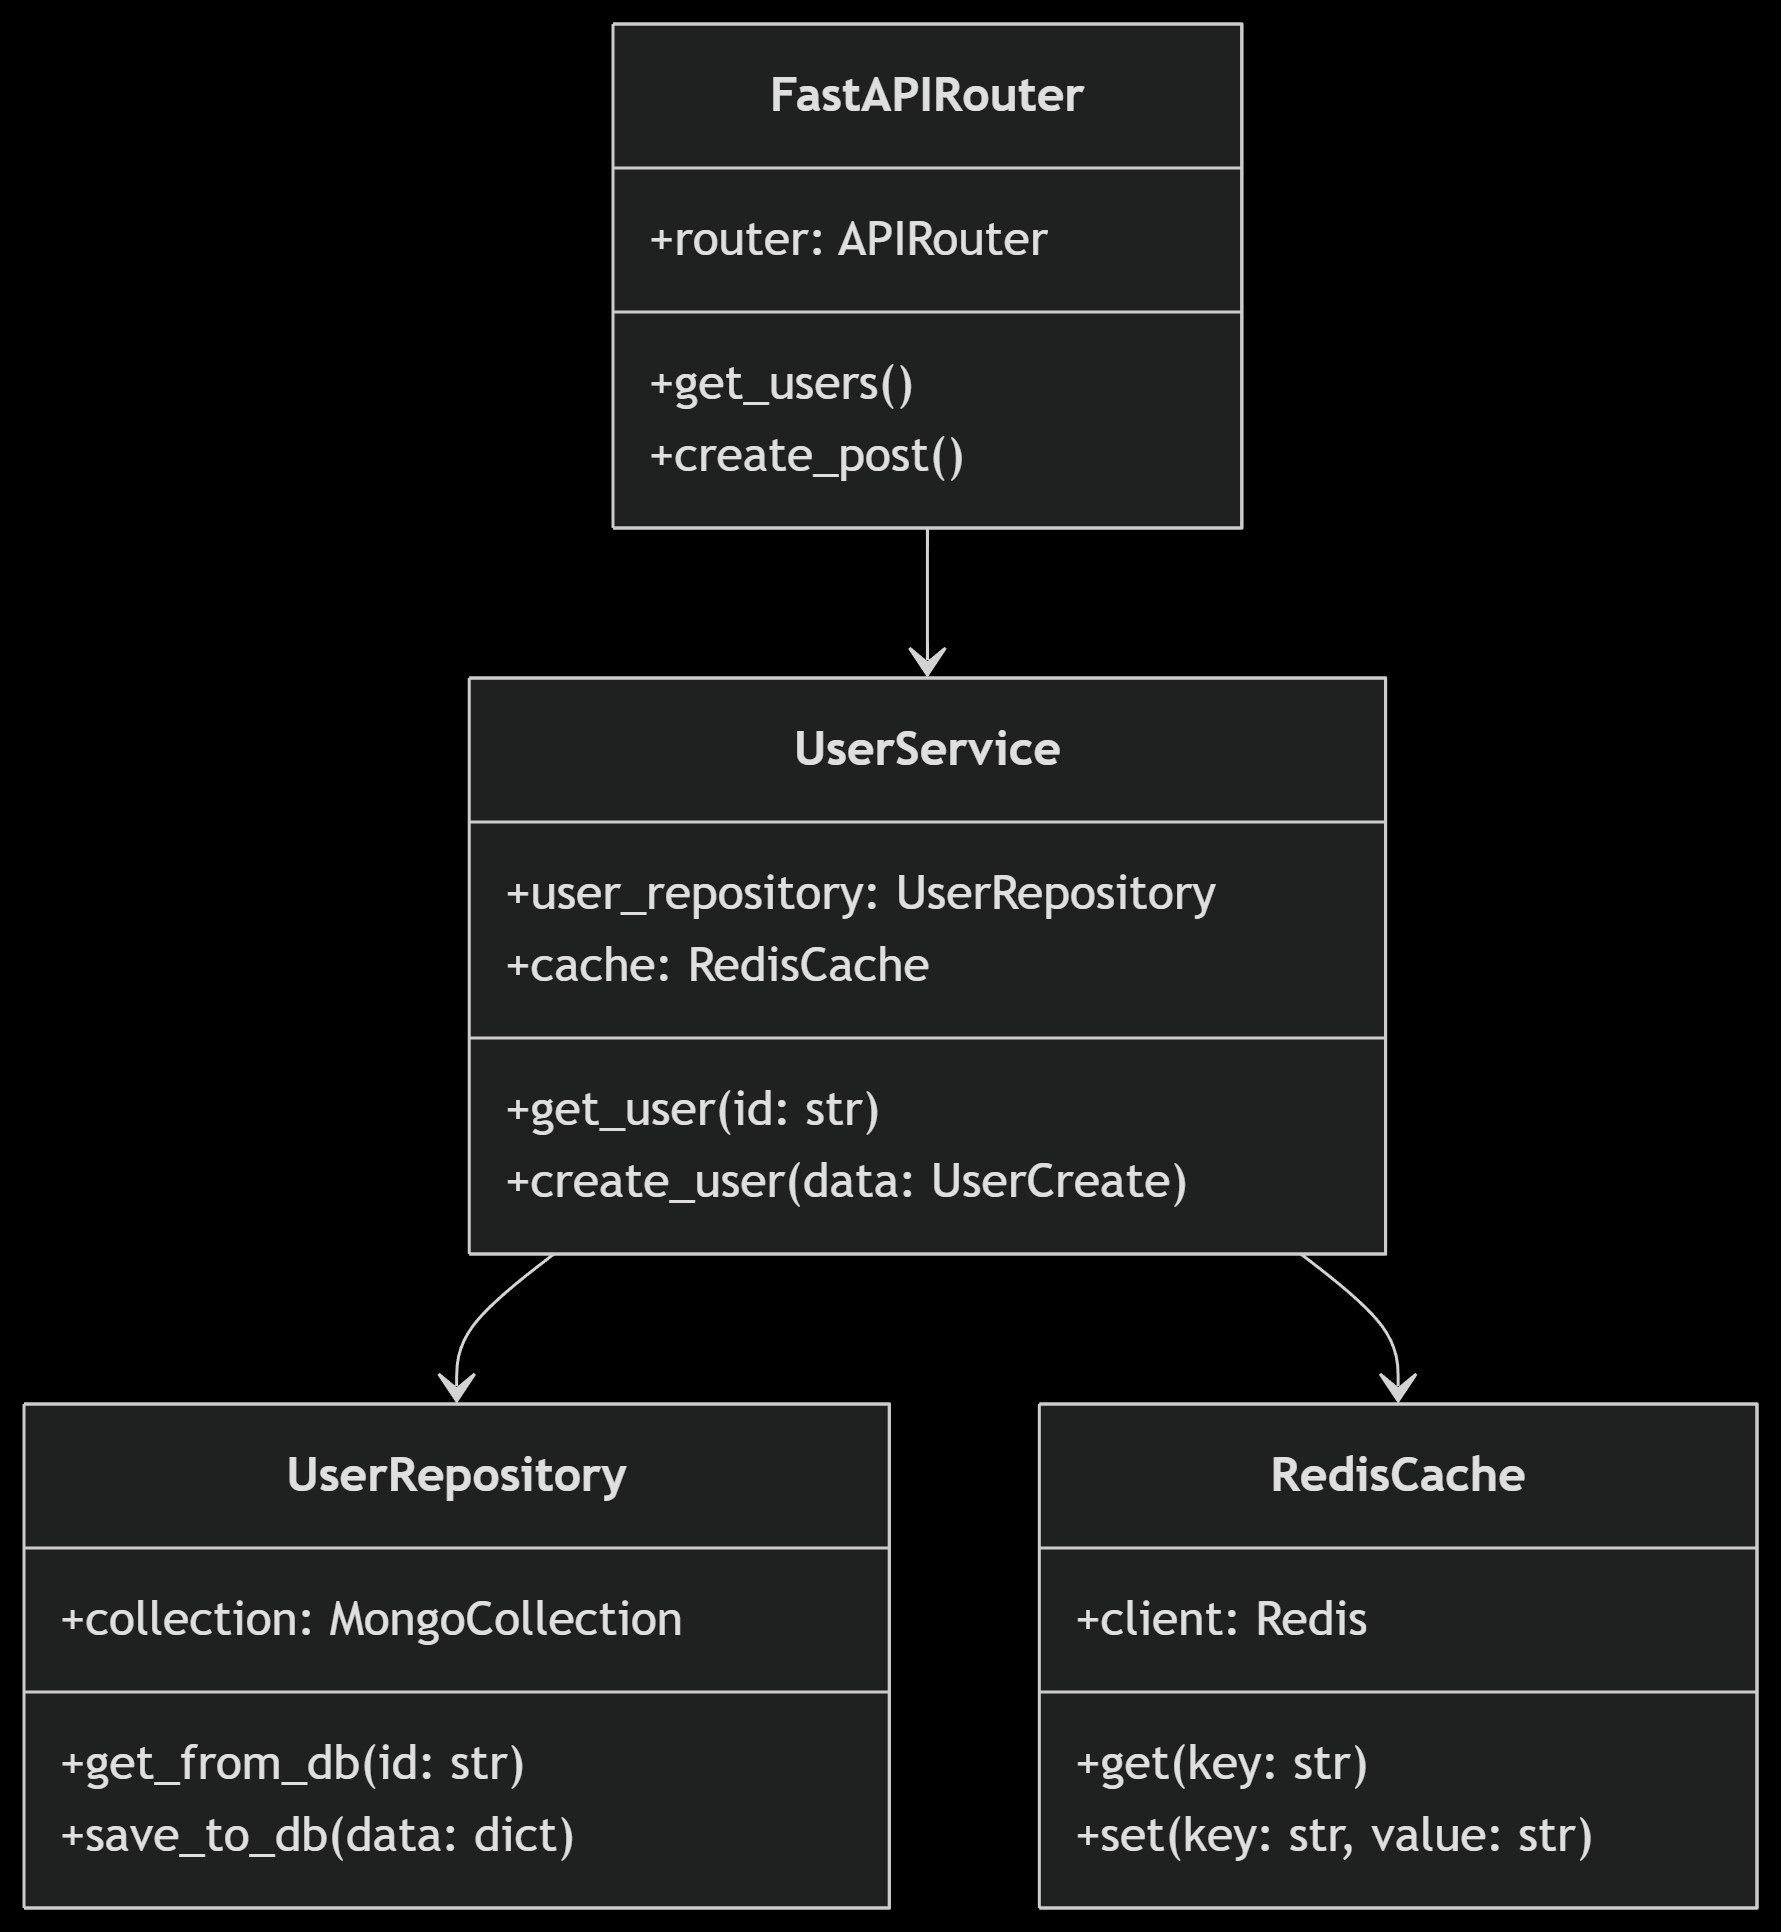 FastAPIRouter
+router: APIRouter
+get_users()
+create_post()
UserService
+user_repository: UserRepository
+cache: RedisCache
+get_user(id: str)
+create_user(data: UserCreate)
UserRepository
+collection: MongoCollection
+get_from_db(id: str)
+save_to_db(data: dict)
RedisCache
+client: Redis
+get(key: str)
+set(key: str, value: str)